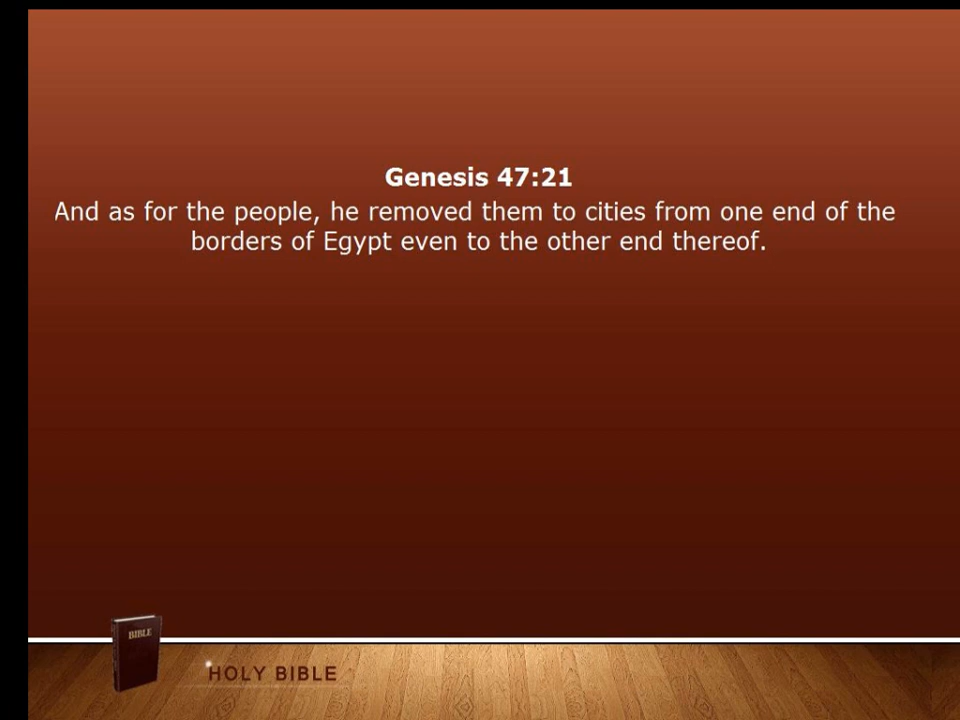 Genesis 47:21
And as for the people, he removed them to cities from one end of the
borders of Egypt even to the other end thereof.
BIBLE
HOLY BIBLE